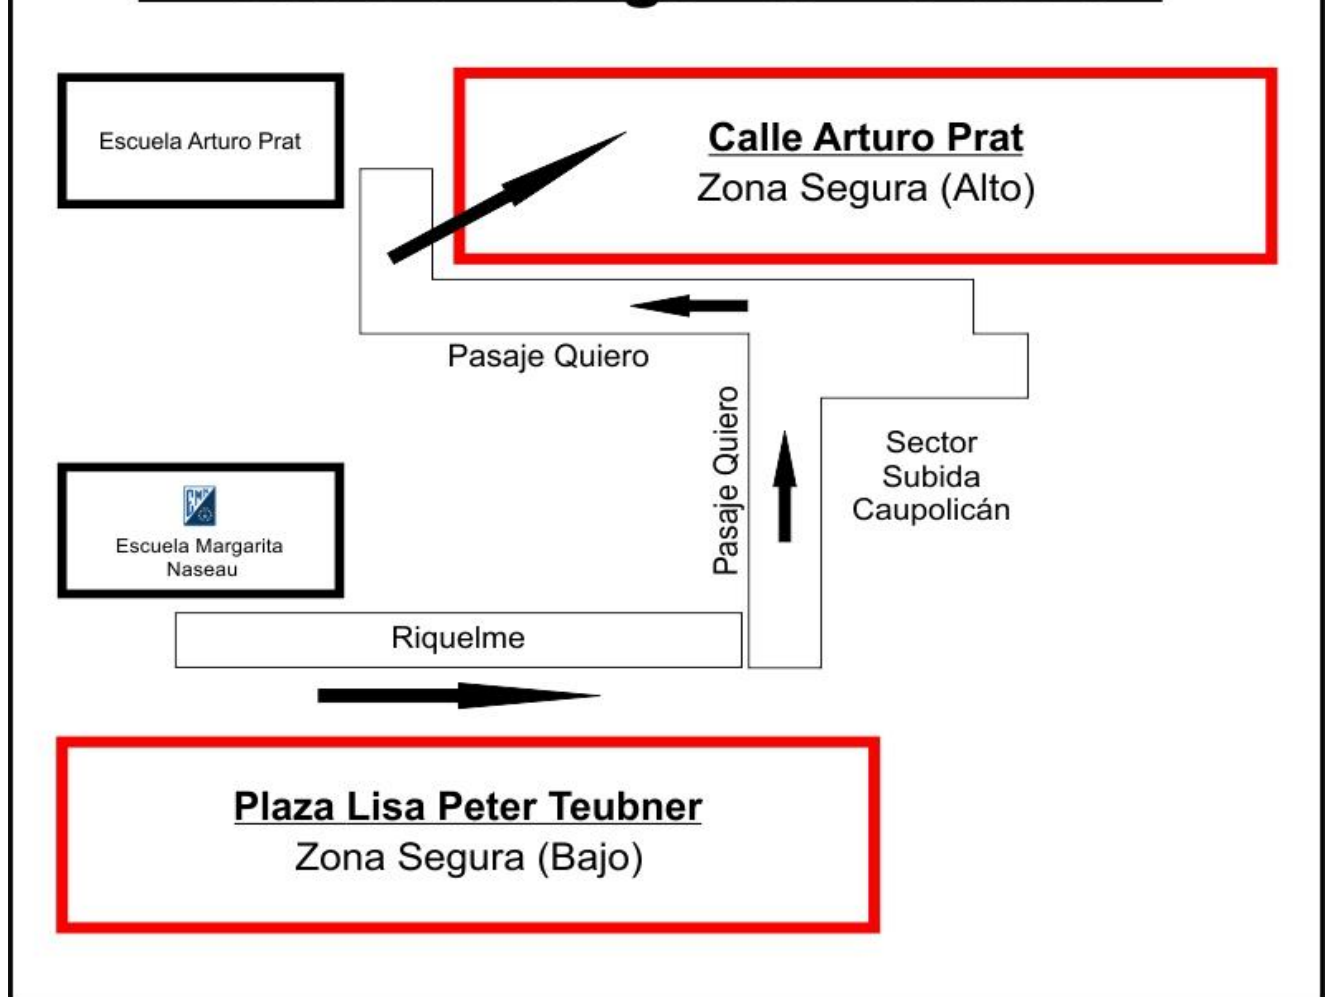 Escuela Arturo Prat
Calle Arturo Prat
Zona Segura (Alto)
Pasaje Quiero
Pasaje Quiero
Sector
Subida
Caupolicán
Escuela Margarita
Naseau
Riquelme
Plaza Lisa Peter Teubner
Zona Segura (Bajo)